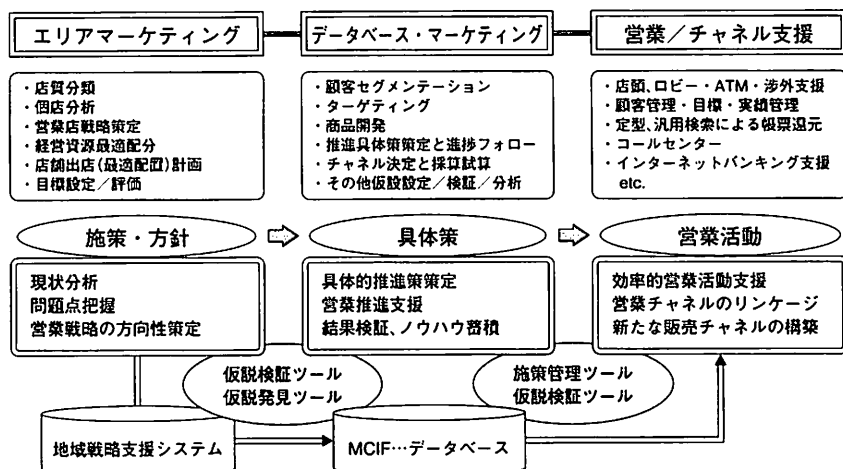 エリアマーケティング
データベース・マーケティング
営業／チャネル支援
・店質分類
・個店分析
・営業店戦略策定
・経営資源最適配分
・店舗出店（最適配置）計画
・目標設定／評価
・顧客セグメンテーション
・ターゲティング
・商品開発
・推進具体策策定と進捗フォロー
・チャネル決定と採算試算
・その他仮設設定／検証／分析
・店頭、ロビー・ATM・渉外支援
・顧客管理・目標・実績管理
・定型、汎用検索による帳票還元
・コールセンター
・インターネットバンキング支援
etc.
施策・方針
具体策
営業活動
現状分析
問題点把握
営業戦略の方向性策定
具体的推進策策定
営業推進支援
結果検証、ノウハウ蓄積
効率的営業活動支援
営業チャネルのリンケージ
新たな販売チャネルの構築
仮説検証ツール
仮説発見ツール
施策管理ツール
仮説検証ツール
地域戦略支援システム
MCIF…データベース